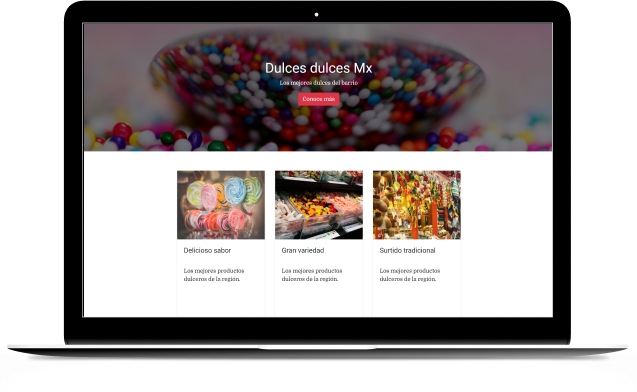 Dulces dulces Mx
Los mejores dulces del barrio
Conoce más
Delicioso sabor
Gran variedad
Surtido tradicional
Los mejores productos
dulceros de la región.
Los mejores productos
dulceros de la región.
Los mejores productos
dulceros de la región.